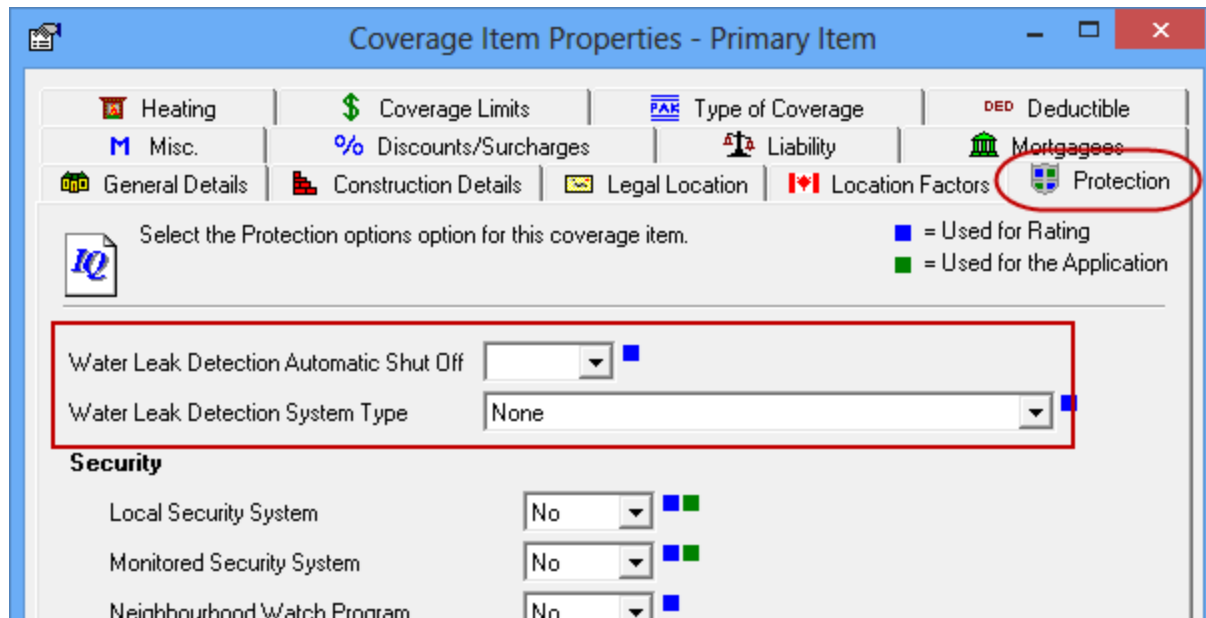 Coverage Item Properties - Primary Item
Heating $ Coverage Limits PAK Type of Coverage DED Deductible
M Misc. % Discounts/Surcharges Liability Mortgagees
General Details Construction Details Legal Location Location Factors Protection
IQ
Select the Protection options option for this coverage item.
= Used for Rating
= Used for the Application
Water Leak Detection Automatic Shut Off
Water Leak Detection System Type None
Security
Local Security System No
Monitored Security System No
Neighbourhood Watch Program No